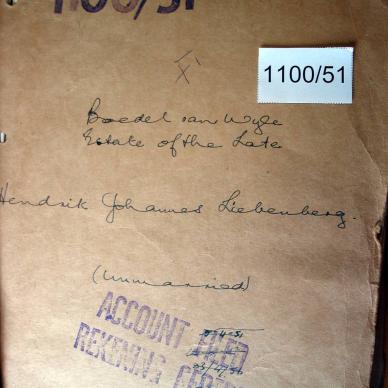 1100/51
1100/51
Boedel van Wyle
Estate of the Late
Hendrik Johannes Liebenberg.
(Unmarried)
ACCOUNT FILED
REKENING